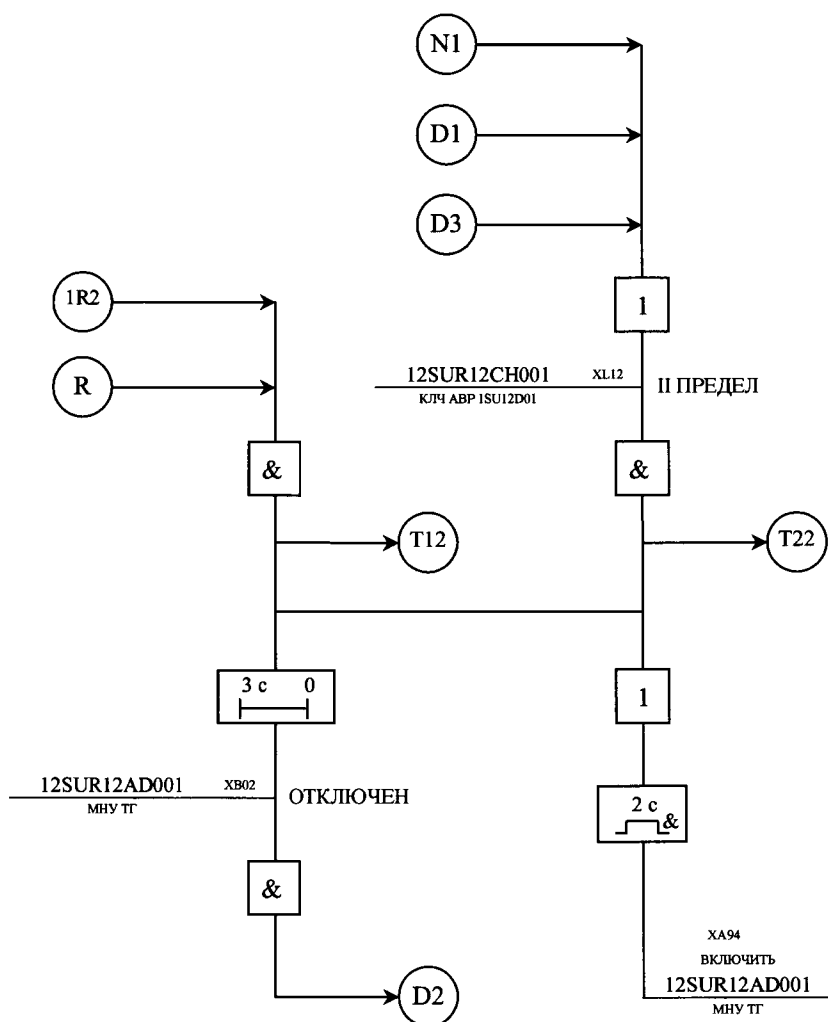 N1
D1
D3
1R2
1
R
12SUR12CH001 XL12 II ПРЕДЕЛ
КЛЧ АВР 1SU12D01
&
&
T12
T22
3 с 0
1
12SUR12AD001 XB02 ОТКЛЮЧЕН
МНУ ТГ
2 с
&
&
XA94
ВКЛЮЧИТЬ
12SUR12AD001
МНУ ТГ
D2